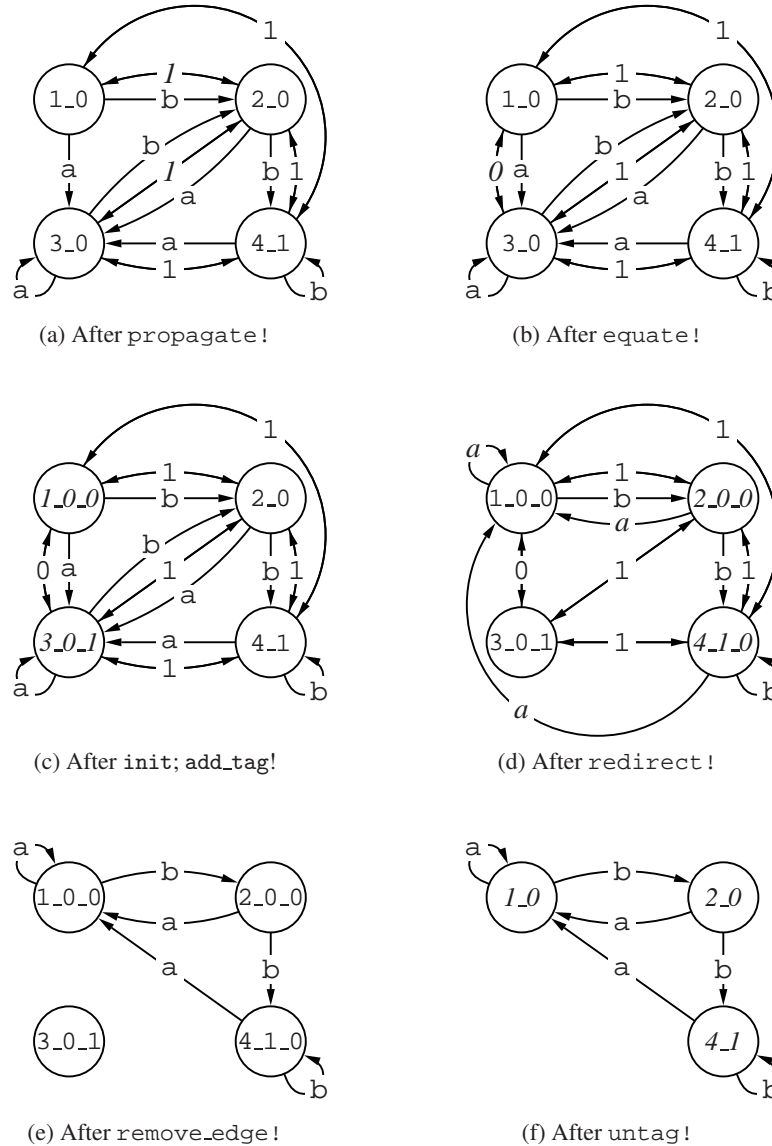 1 1
1 1
1_0 b 2_0 1_0 b 2_0
a b b 1 0 a b b 1
1 1
a a
3_0 a 4_1 3_0 a 4_1
a 1 b a 1 b
(a) After propagate! (b) After equate!
1 a 1
1 1
1_0_0 b 2_0 1_0_0 b 2_0_0
a
0 a b b 1 0 b 1
1 1
a
3_0_1 a 4_1 3_0_1 1 4_1_0
a 1 b b
a
(c) After init; add_tag! (d) After redirect!
a b a b
1_0_0 a 2_0_0 1_0 a 2_0
a b a b
3_0_1 4_1_0 4_1
b b
(e) After remove_edge! (f) After untag!